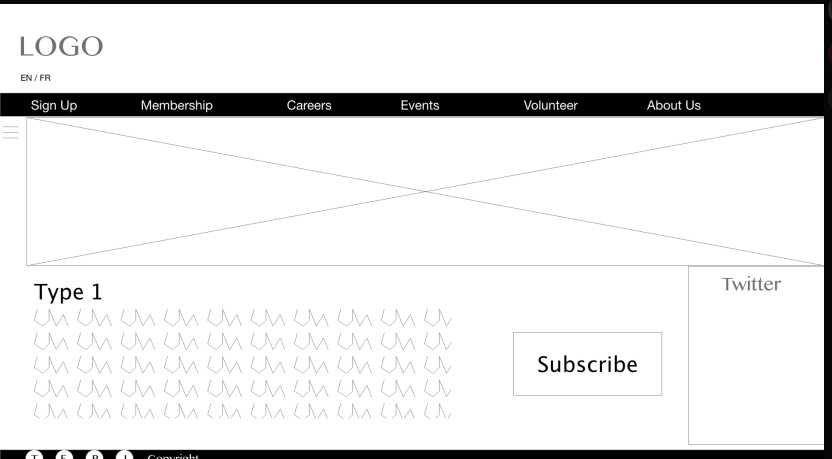 LOGO
EN / FR
Sign Up Membership Careers Events Volunteer About Us
Twitter
Type 1
Subscribe
T F P I Copyright